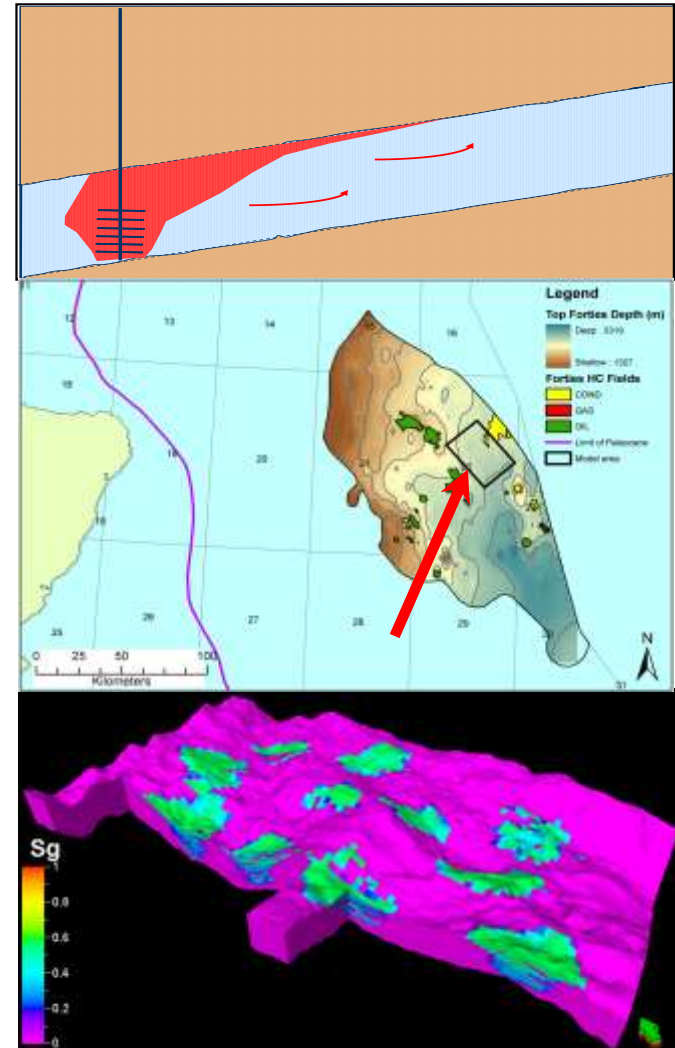 Legend
Top Forties Depth (m)
Deep : 3319
Shallow : 1327
Forties HC Fields
COND
GAS
OIL
Limit of Palaeocene
Model area
12
13
14
16
18
19
20
25
26
27
28
29
31
0 25 50 100
Kilometers
N
Sg
1
0.8
0.6
0.4
0.2
0